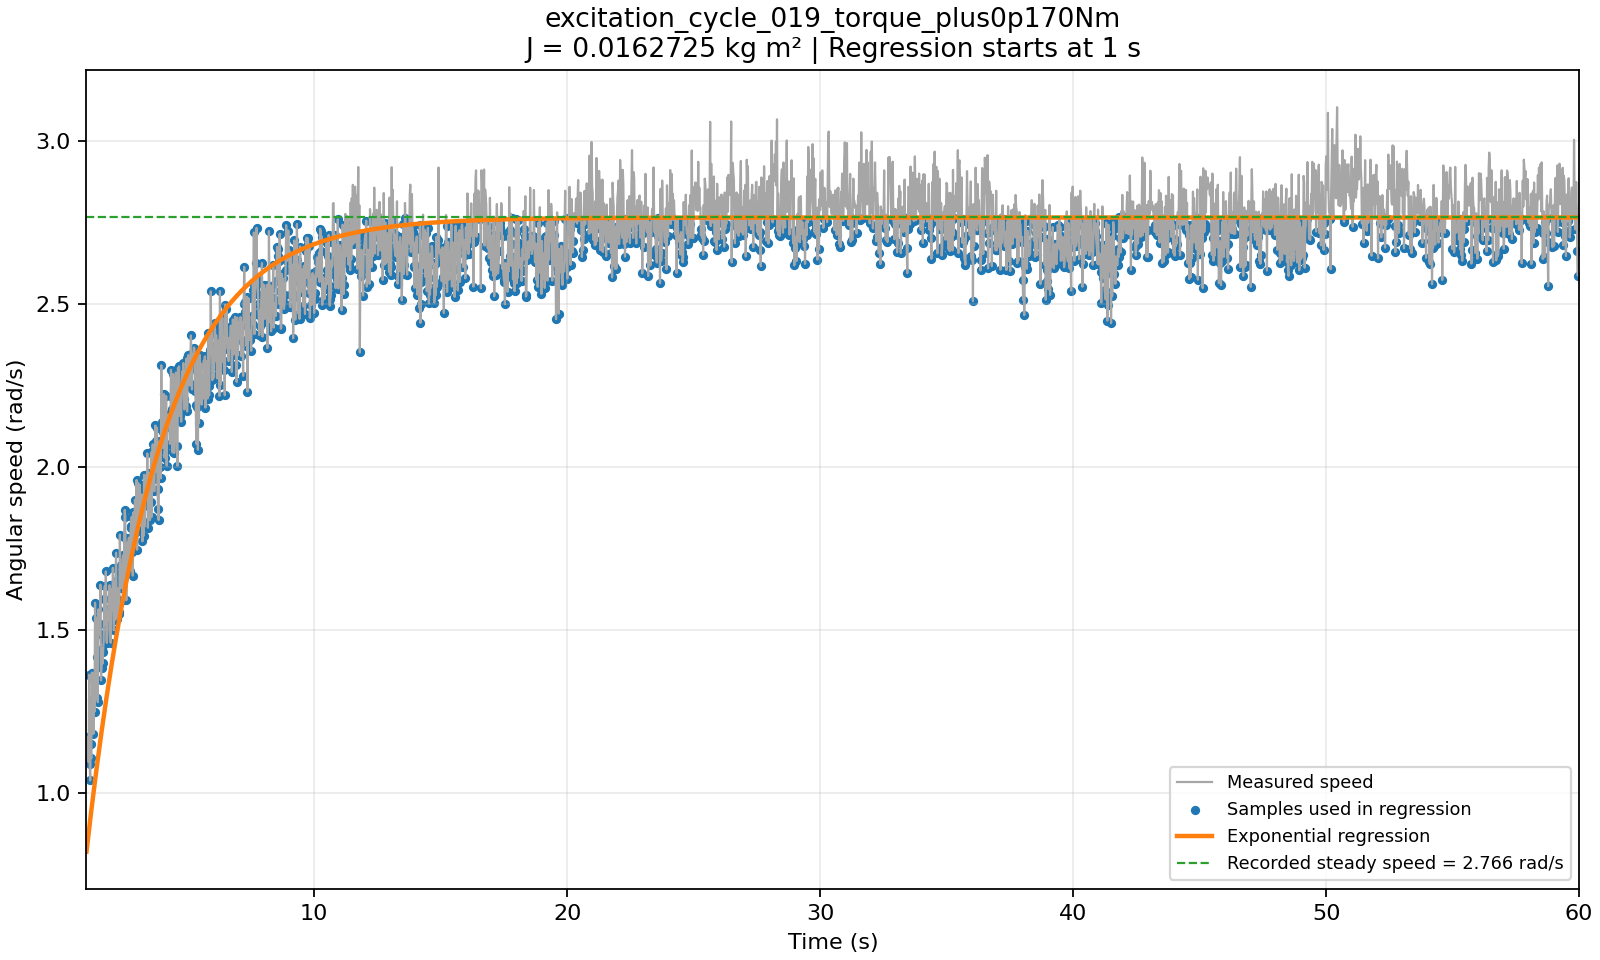 excitation_cycle_019_torque_plus0p170Nm
J = 0.0162725 kg m² | Regression starts at 1 s
Angular speed (rad/s)
3.0
2.5
2.0
1.5
1.0
Measured speed
Samples used in regression
Exponential regression
Recorded steady speed = 2.766 rad/s
10 20 30 40 50 60
Time (s)